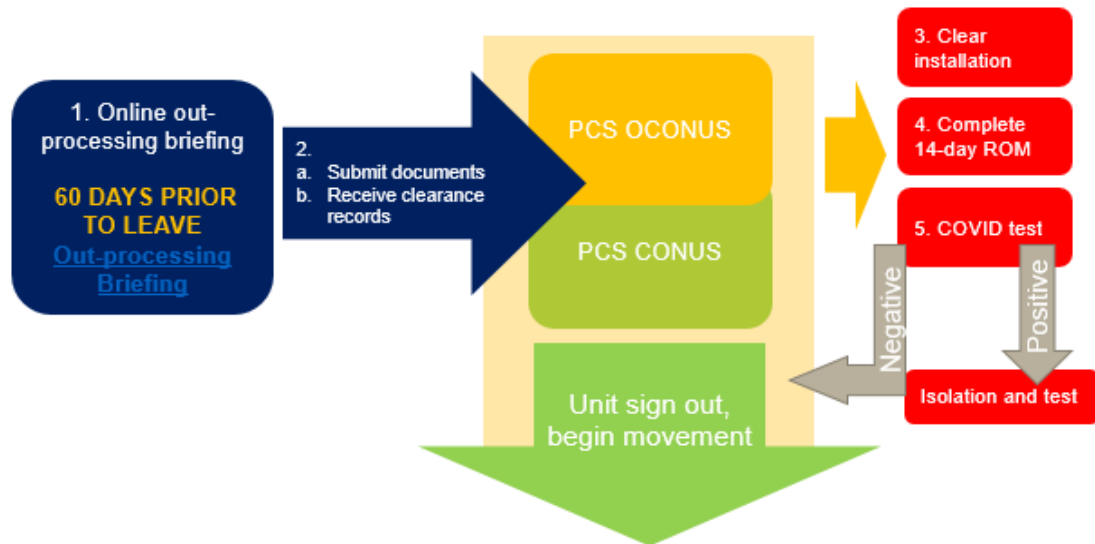 1. Online out-
processing briefing
60 DAYS PRIOR
TO LEAVE
Out-processing
Briefing
2.
a. Submit documents
b. Receive clearance
records
PCS OCONUS
PCS CONUS
Unit sign out,
begin movement
3. Clear
installation
4. Complete
14-day ROM
5. COVID test
Negative
Positive
Isolation and test